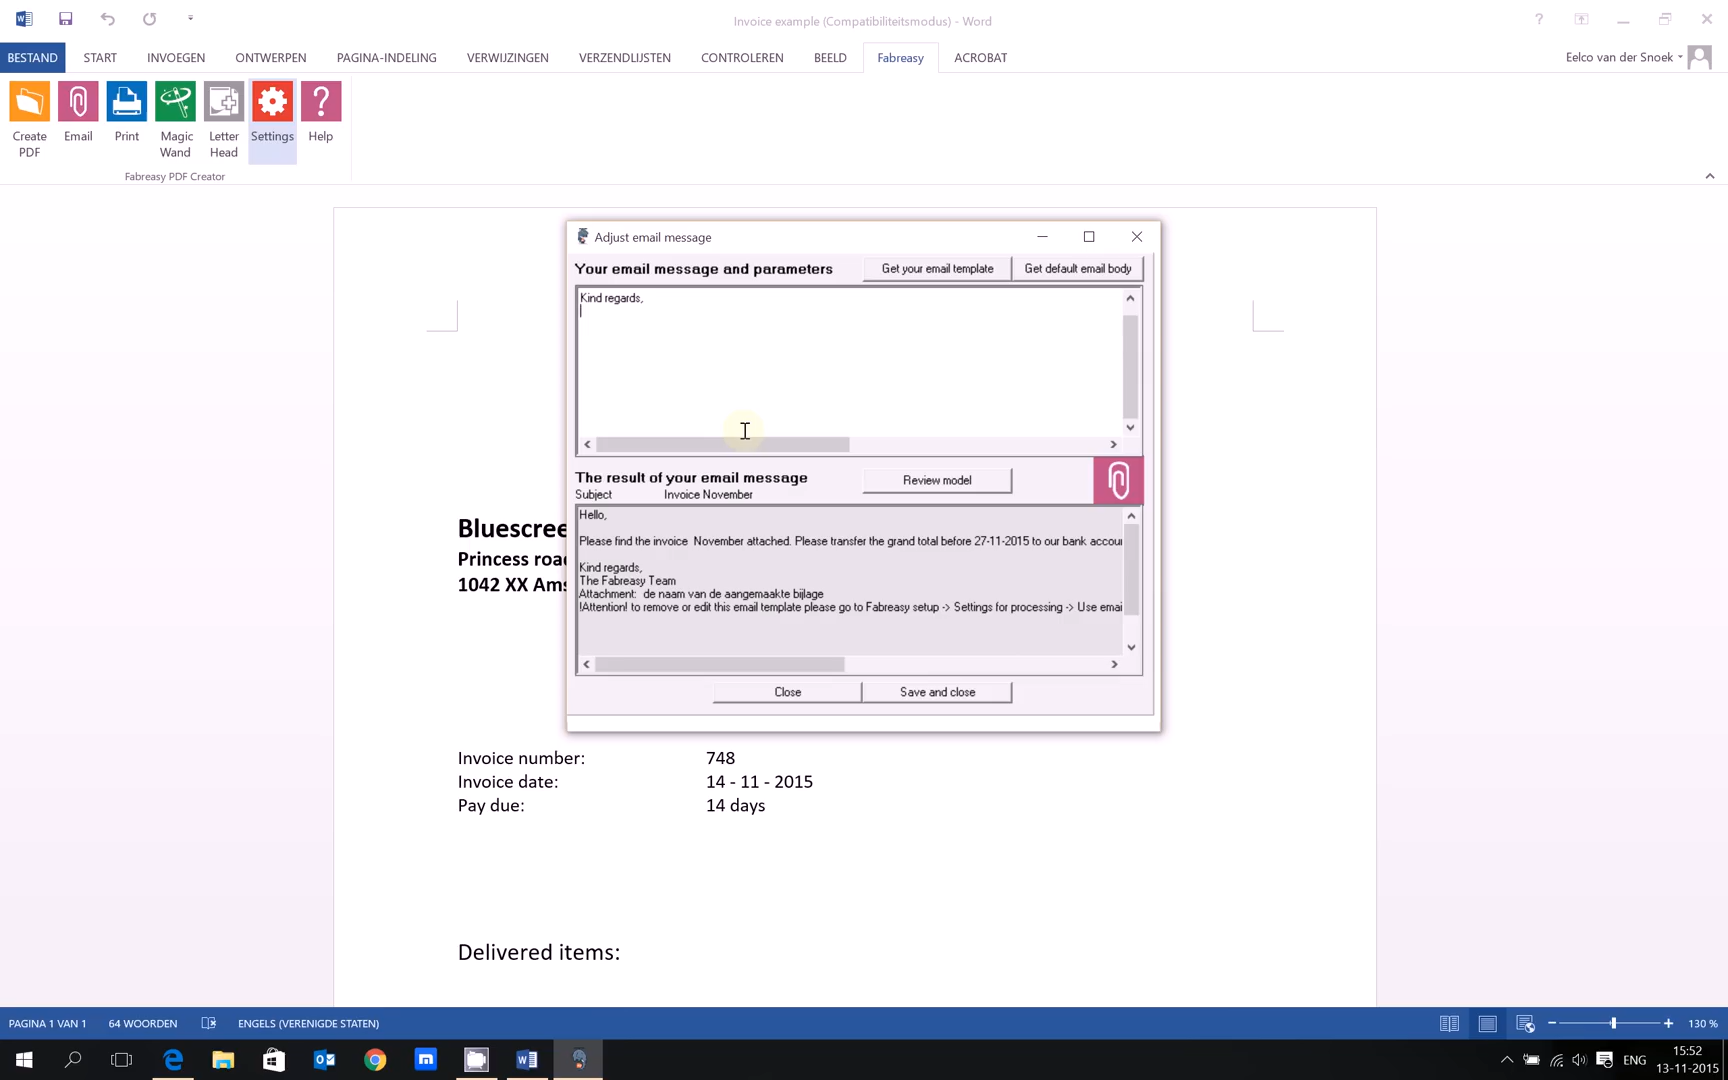 Invoice example (Compatibiliteitsmodus) - Word
BESTAND START INVOEGEN ONTWERPEN PAGINA-INDELING VERWIJZINGEN VERZENDLIJSTEN CONTROLEREN BEELD Fabreasy ACROBAT Eelco van der Snoek
Create PDF
Email
Print
Magic Wand
Letter Head
Settings
Help
Fabreasy PDF Creator
Adjust email message
Your email message and parameters Get your email template Get default email body
Kind regards,
The result of your email message Review model
Subject Invoice November
Hello,
Please find the invoice November attached. Please transfer the grand total before 27-11-2015 to our bank accour
Kind regards,
The Fabreasy Team
Attachment: de naam van de aangemaakte bijlage
!Attention! to remove or edit this email template please go to Fabreasy setup -> Settings for processing -> Use emai
Close Save and close
Bluescree
Princess road
1042 XX Ams
Invoice number: 748
Invoice date: 14 - 11 - 2015
Pay due: 14 days
Delivered items:
PAGINA 1 VAN 1 64 WOORDEN ENGELS (VERENIGDE STATEN) 130 %
ENG
15:52
13-11-2015